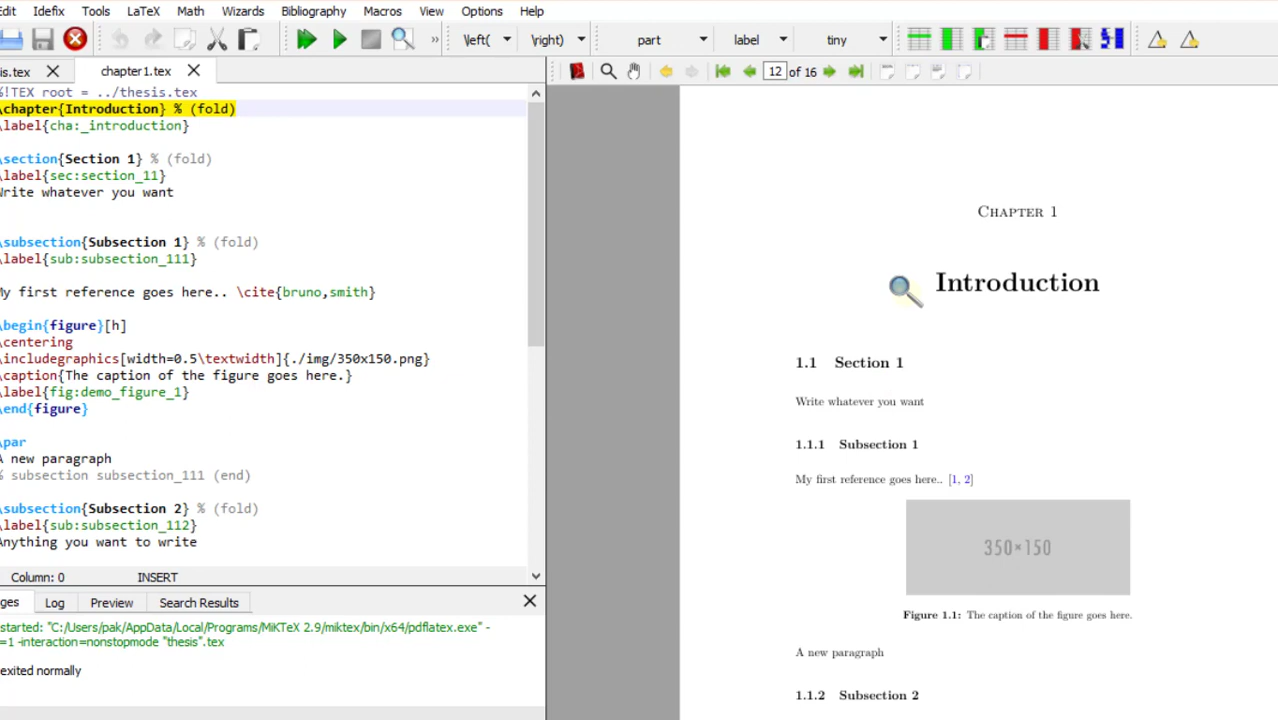 Edit Idefix Tools LaTeX Math Wizards Bibliography Macros View Options Help
» \left( \right) part label tiny
is.tex chapter1.tex 12 of 16
%!TEX root = ../thesis.tex
\chapter{Introduction} % (fold)
\label{cha:_introduction}
\section{Section 1} % (fold)
\label{sec:section_11}
Write whatever you want
\subsection{Subsection 1} % (fold)
\label{sub:subsection_111}
My first reference goes here.. \cite{bruno,smith}
\begin{figure}[h]
\centering
\includegraphics[width=0.5\textwidth]{./img/350x150.png}
\caption{The caption of the figure goes here.}
\label{fig:demo_figure_1}
\end{figure}
\par
A new paragraph
% subsection subsection_111 (end)
\subsection{Subsection 2} % (fold)
\label{sub:subsection_112}
Anything you want to write
Column: 0 INSERT
ges Log Preview Search Results
started: "C:/Users/pak/AppData/Local/Programs/MiKTeX 2.9/miktex/bin/x64/pdflatex.exe" -
=1 -interaction=nonstopmode "thesis".tex
exited normally
Chapter 1
Introduction
1.1 Section 1
Write whatever you want
1.1.1 Subsection 1
My first reference goes here.. [1, 2]
350×150
Figure 1.1: The caption of the figure goes here.
A new paragraph
1.1.2 Subsection 2